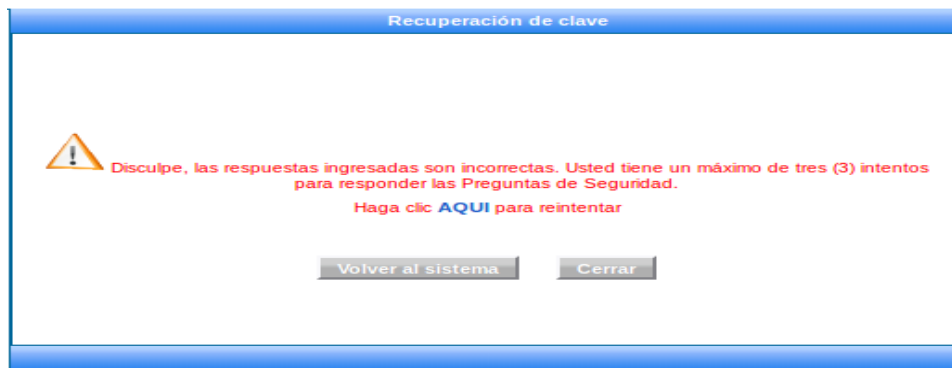 Recuperación de clave
Disculpe, las respuestas ingresadas son incorrectas. Usted tiene un máximo de tres (3) intentos
para responder las Preguntas de Seguridad.
Haga clic AQUI para reintentar
Volver al sistema
Cerrar